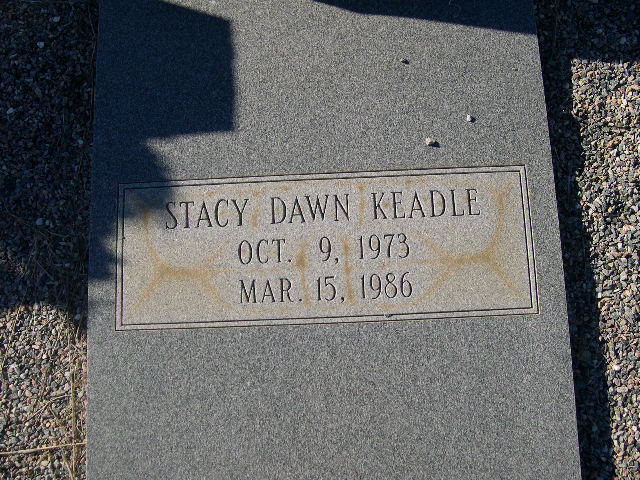 STACY DAWN KEADLE
OCT. 9, 1973
MAR. 15, 1986